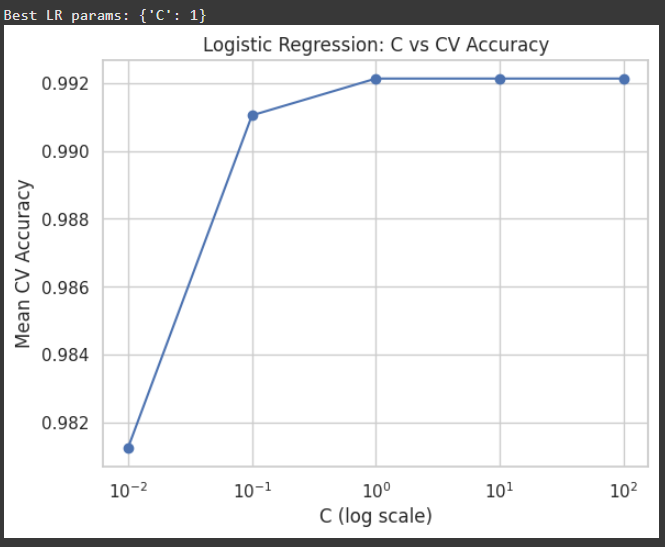 Best LR params: {'C': 1}
Logistic Regression: C vs CV Accuracy
0.992
0.990
0.988
0.986
0.984
0.982
Mean CV Accuracy
10⁻² 10⁻¹ 10⁰ 10¹ 10²
C (log scale)